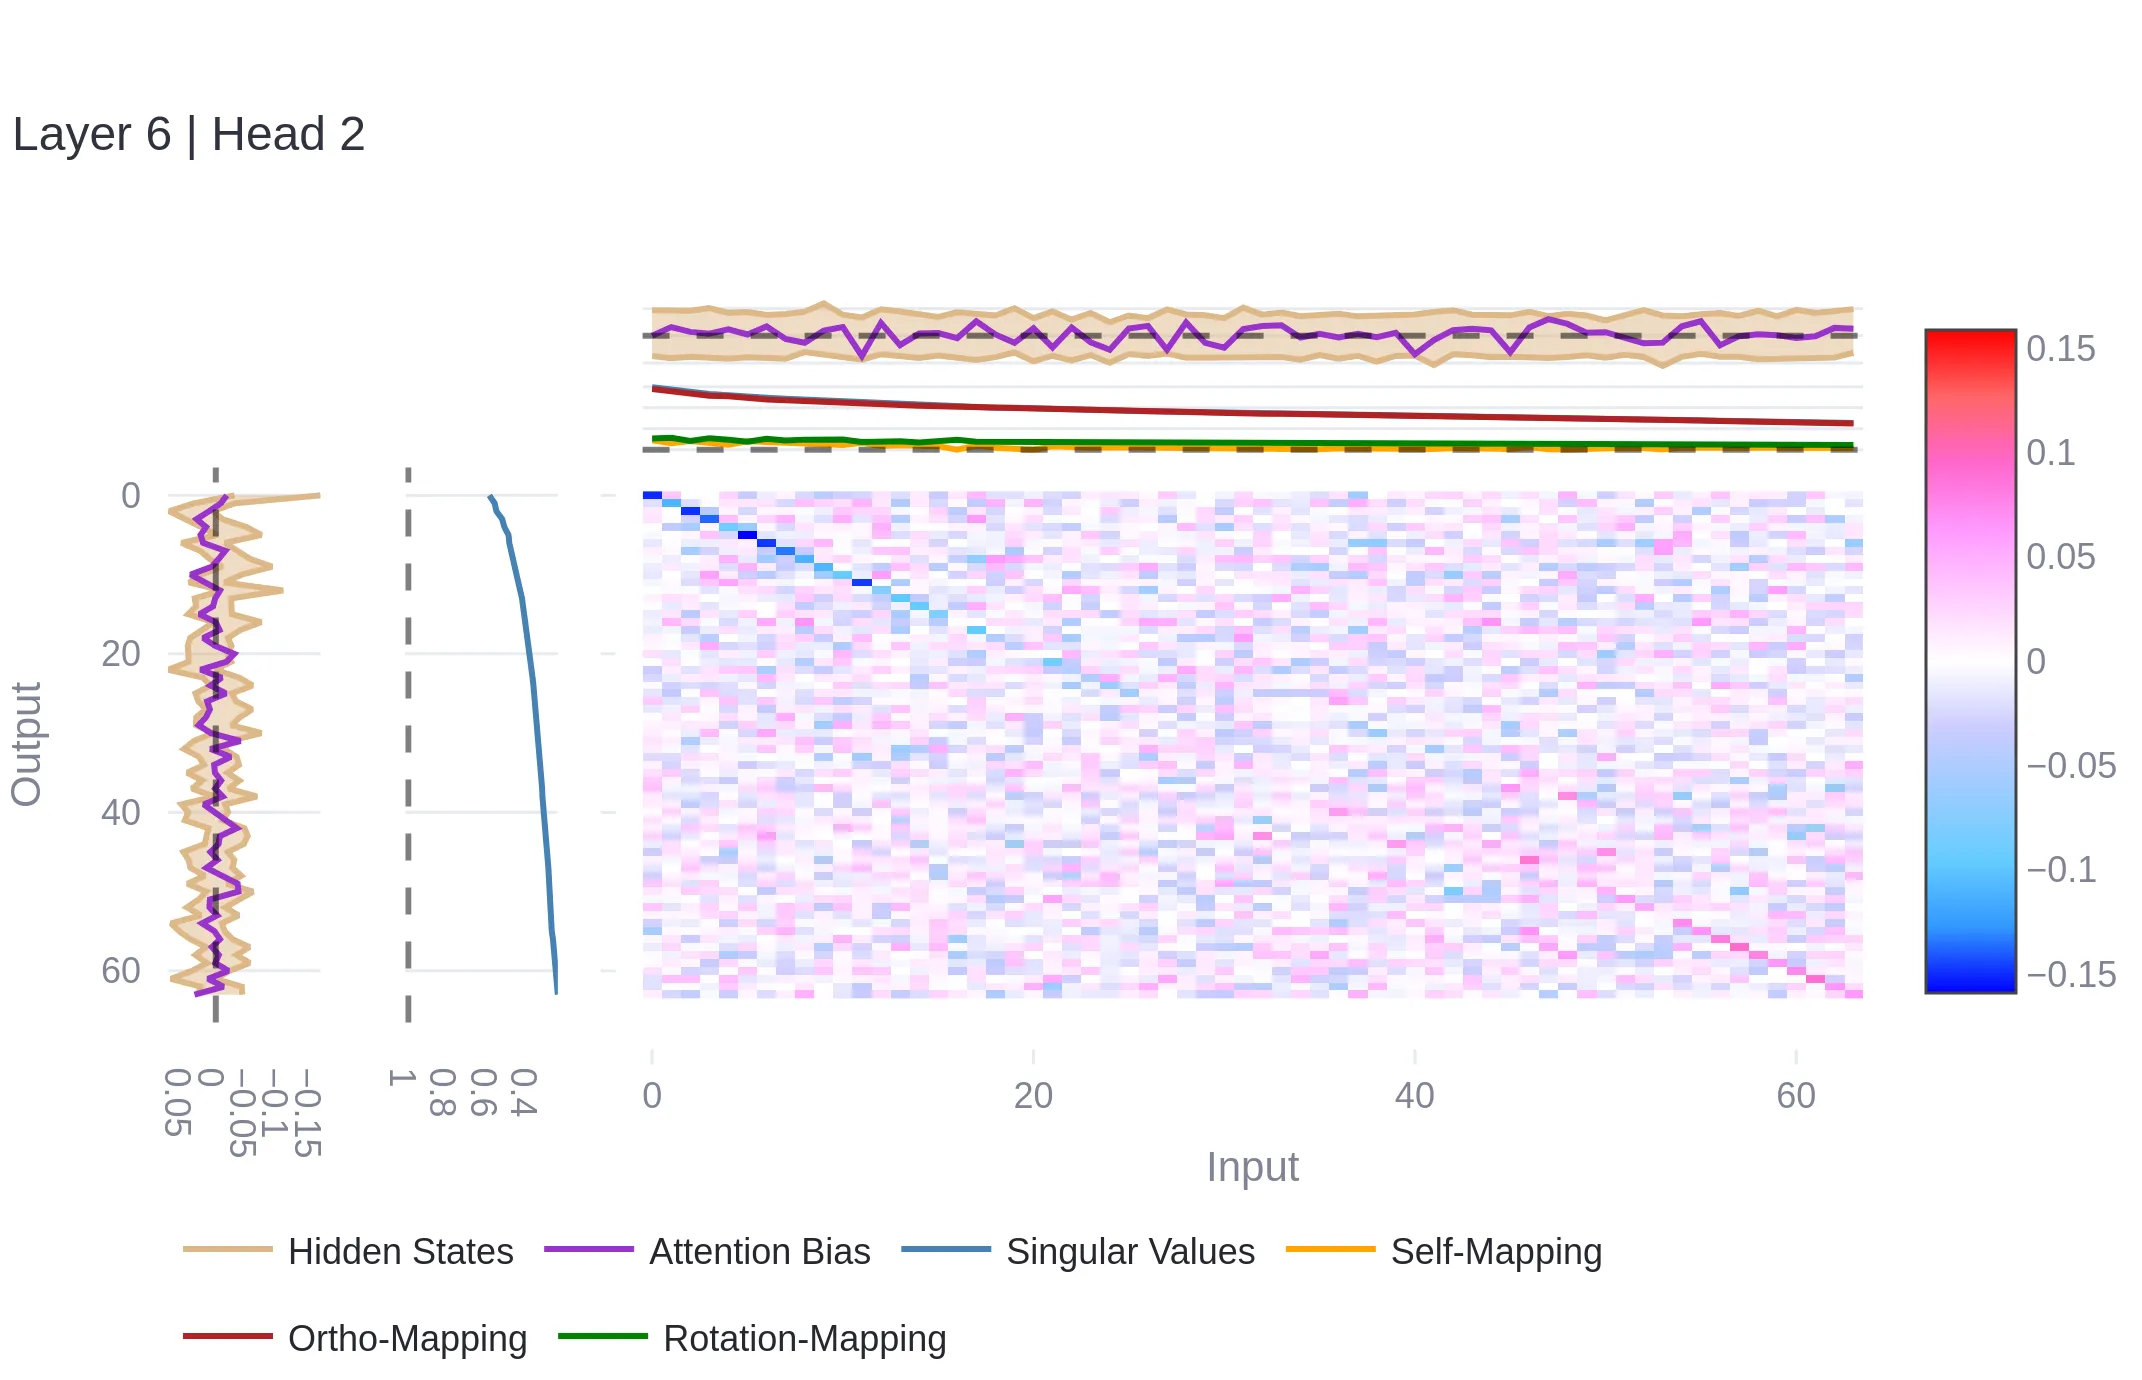 Layer 6 | Head 2
0
20
40
60
Output
0.05
0
−0.05
−0.1
−0.15
1
0.8
0.6
0.4
0
20
40
60
Input
0.15
0.1
0.05
0
−0.05
−0.1
−0.15
Hidden States
Attention Bias
Singular Values
Self-Mapping
Ortho-Mapping
Rotation-Mapping